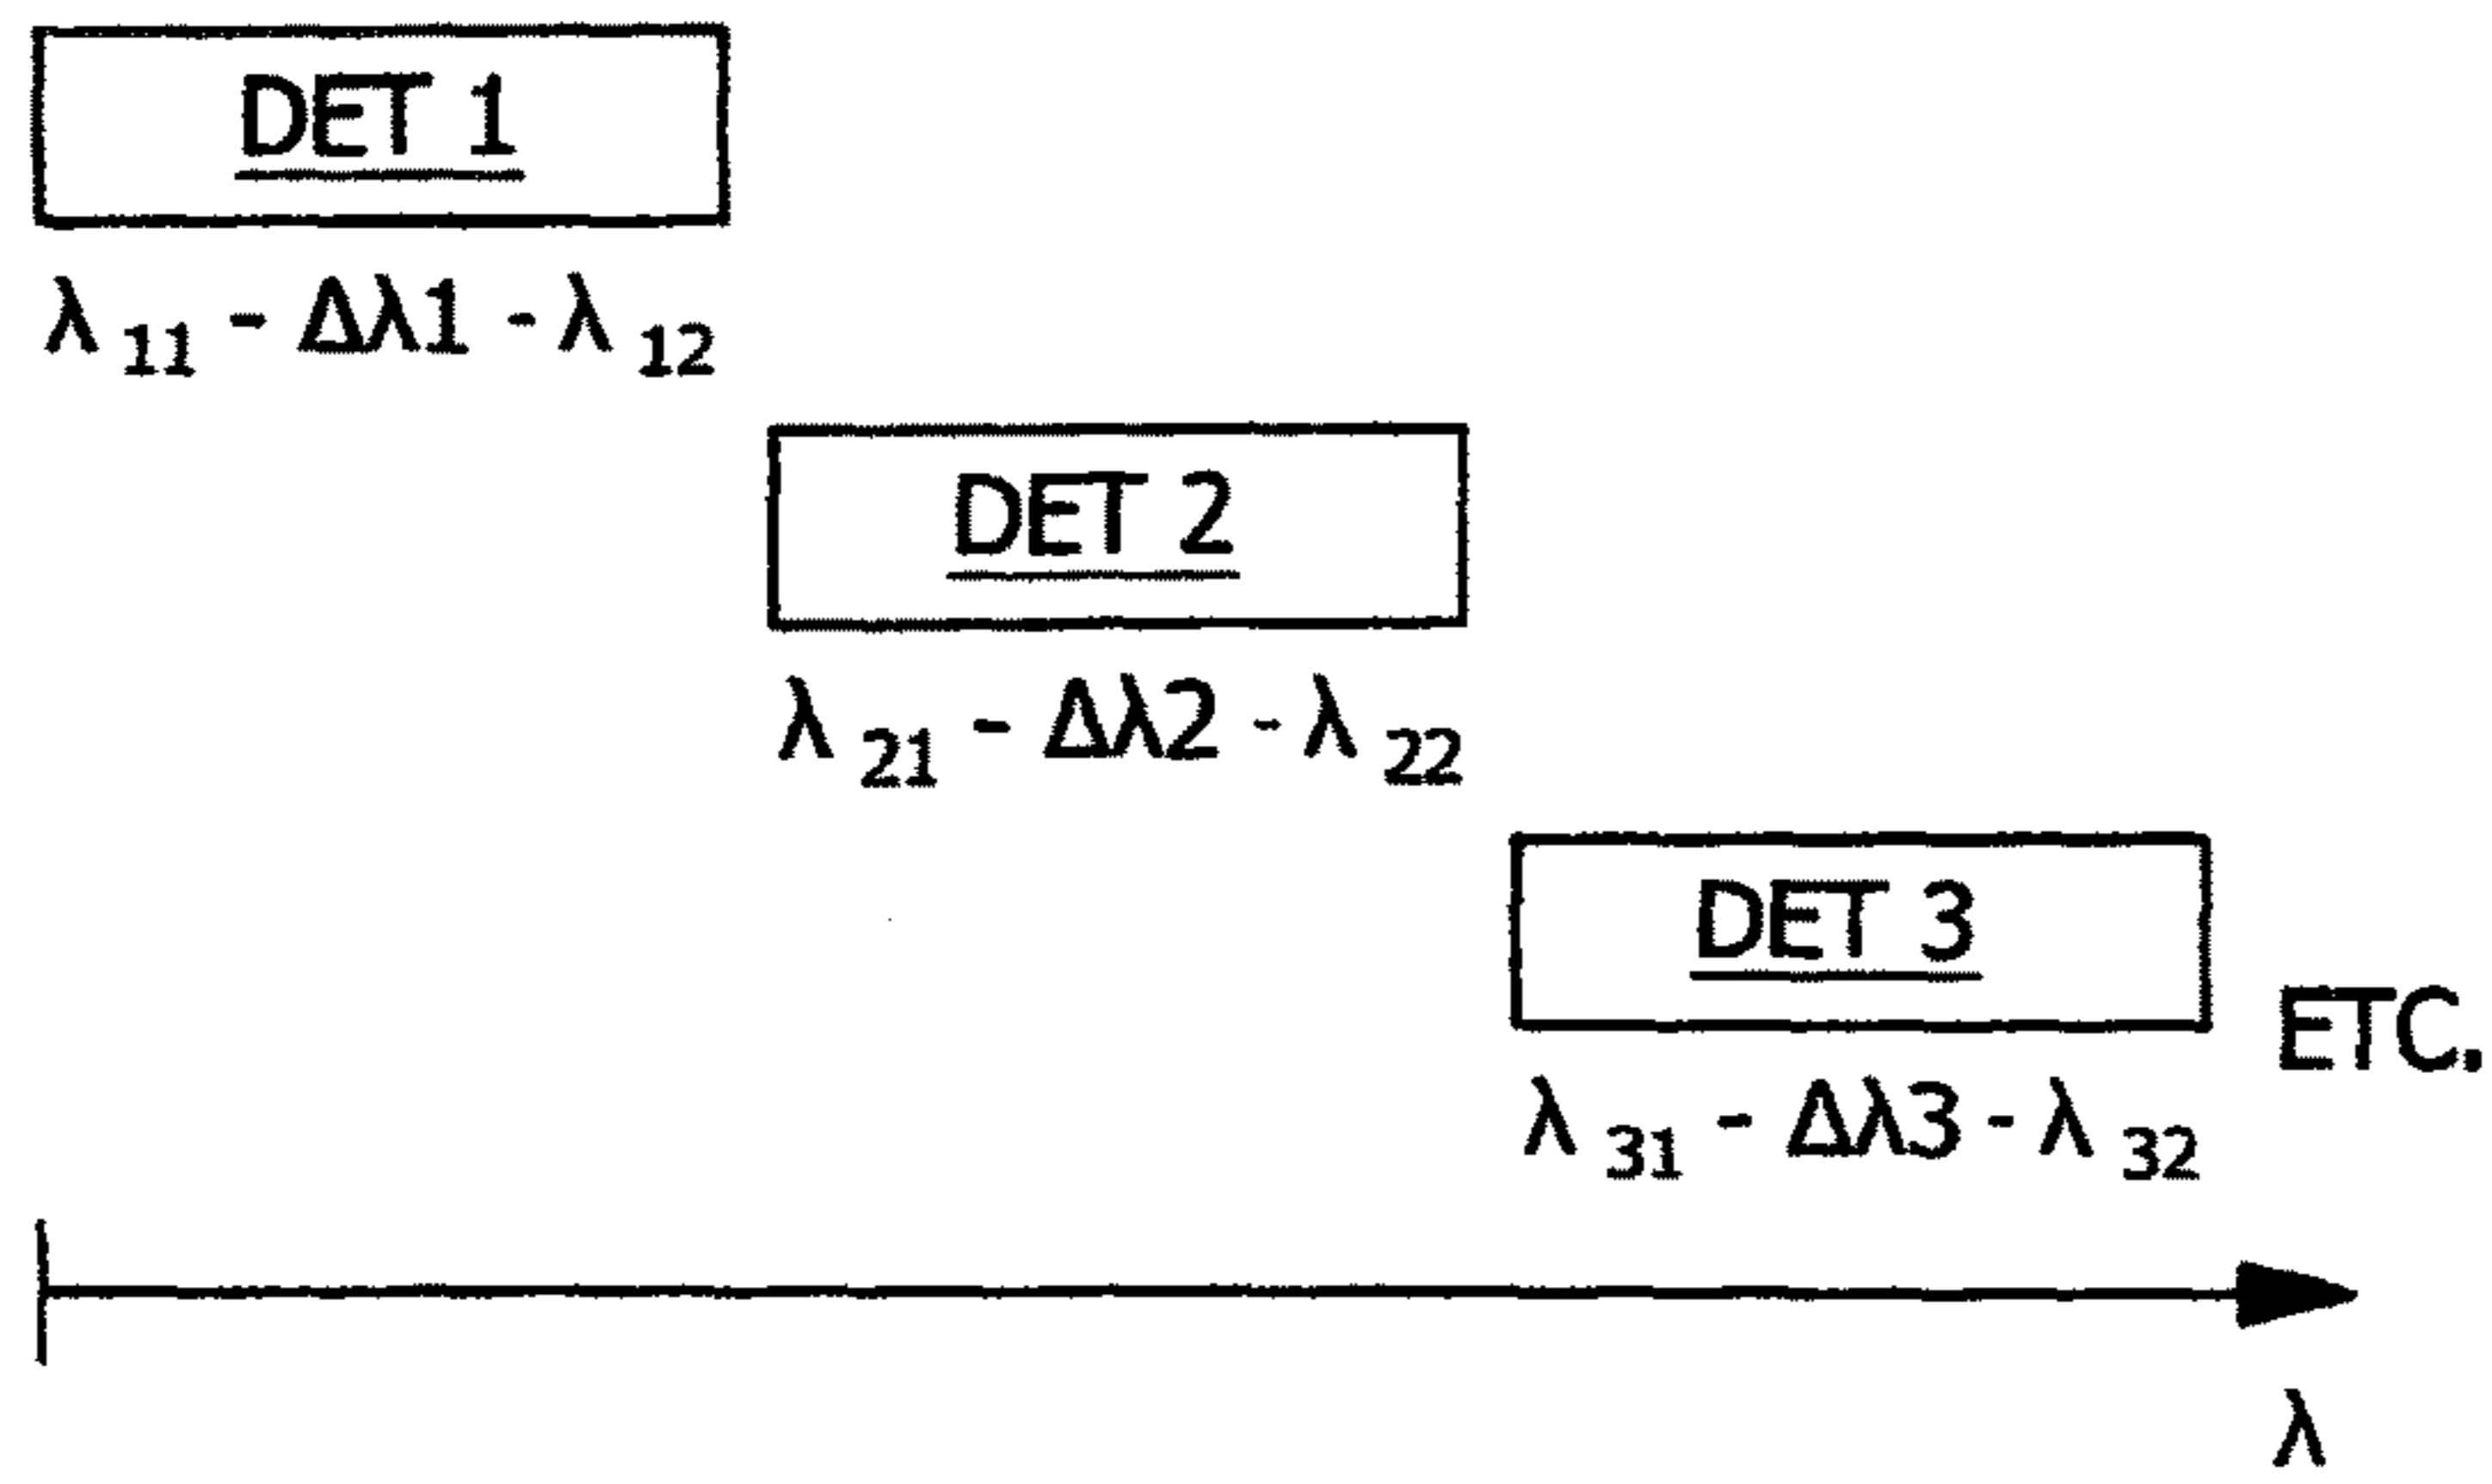 DET 1
λ 11 - Δλ1 - λ 12
DET 2
λ 21 - Δλ2 - λ 22
DET 3
ETC.
λ 31 - Δλ3 - λ 32
λ